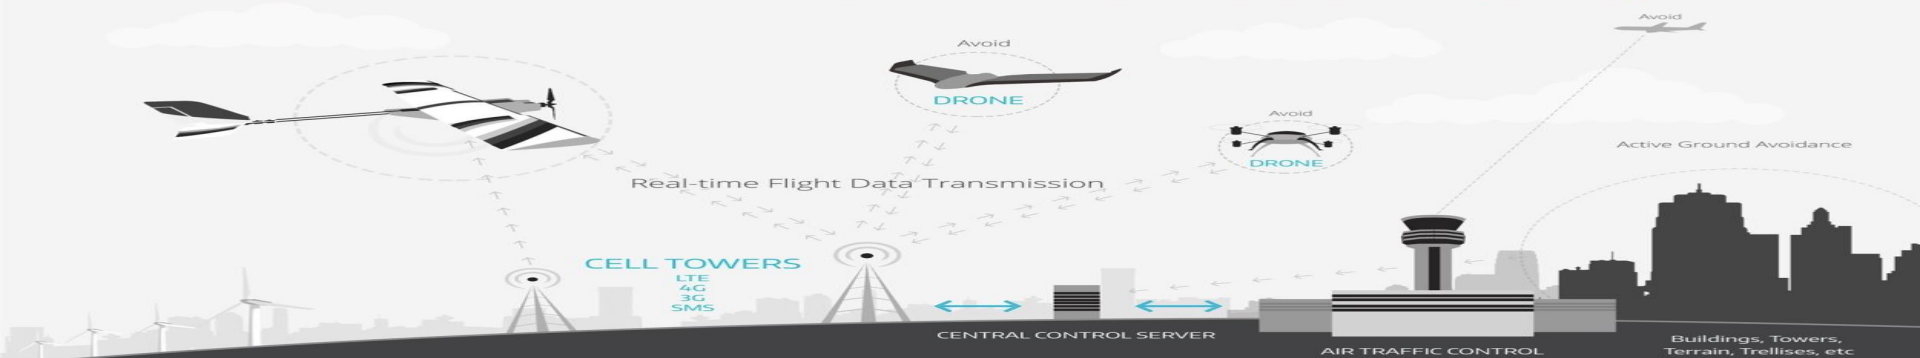 Avoid
Avoid
DRONE
Avoid
DRONE
Active Ground Avoidance
Real-time Flight Data Transmission
CELL TOWERS
LTE
4G
3G
SMS
CENTRAL CONTROL SERVER
AIR TRAFFIC CONTROL
Buildings, Towers,
Terrain, Trellises, etc